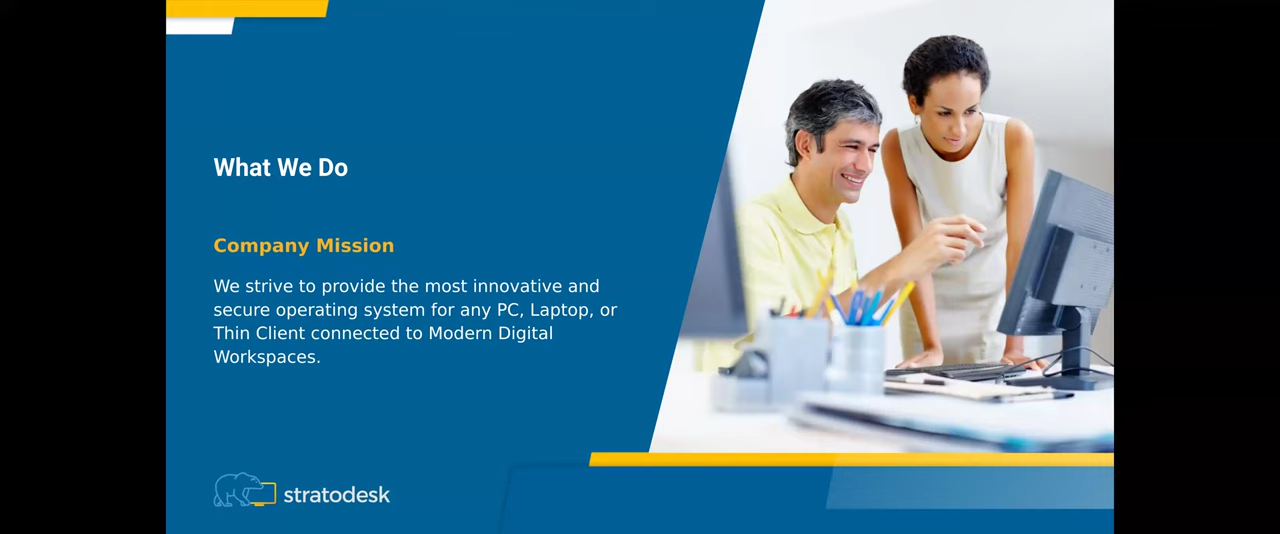 What We Do
Company Mission
We strive to provide the most innovative and
secure operating system for any PC, Laptop, or
Thin Client connected to Modern Digital
Workspaces.
stratodesk